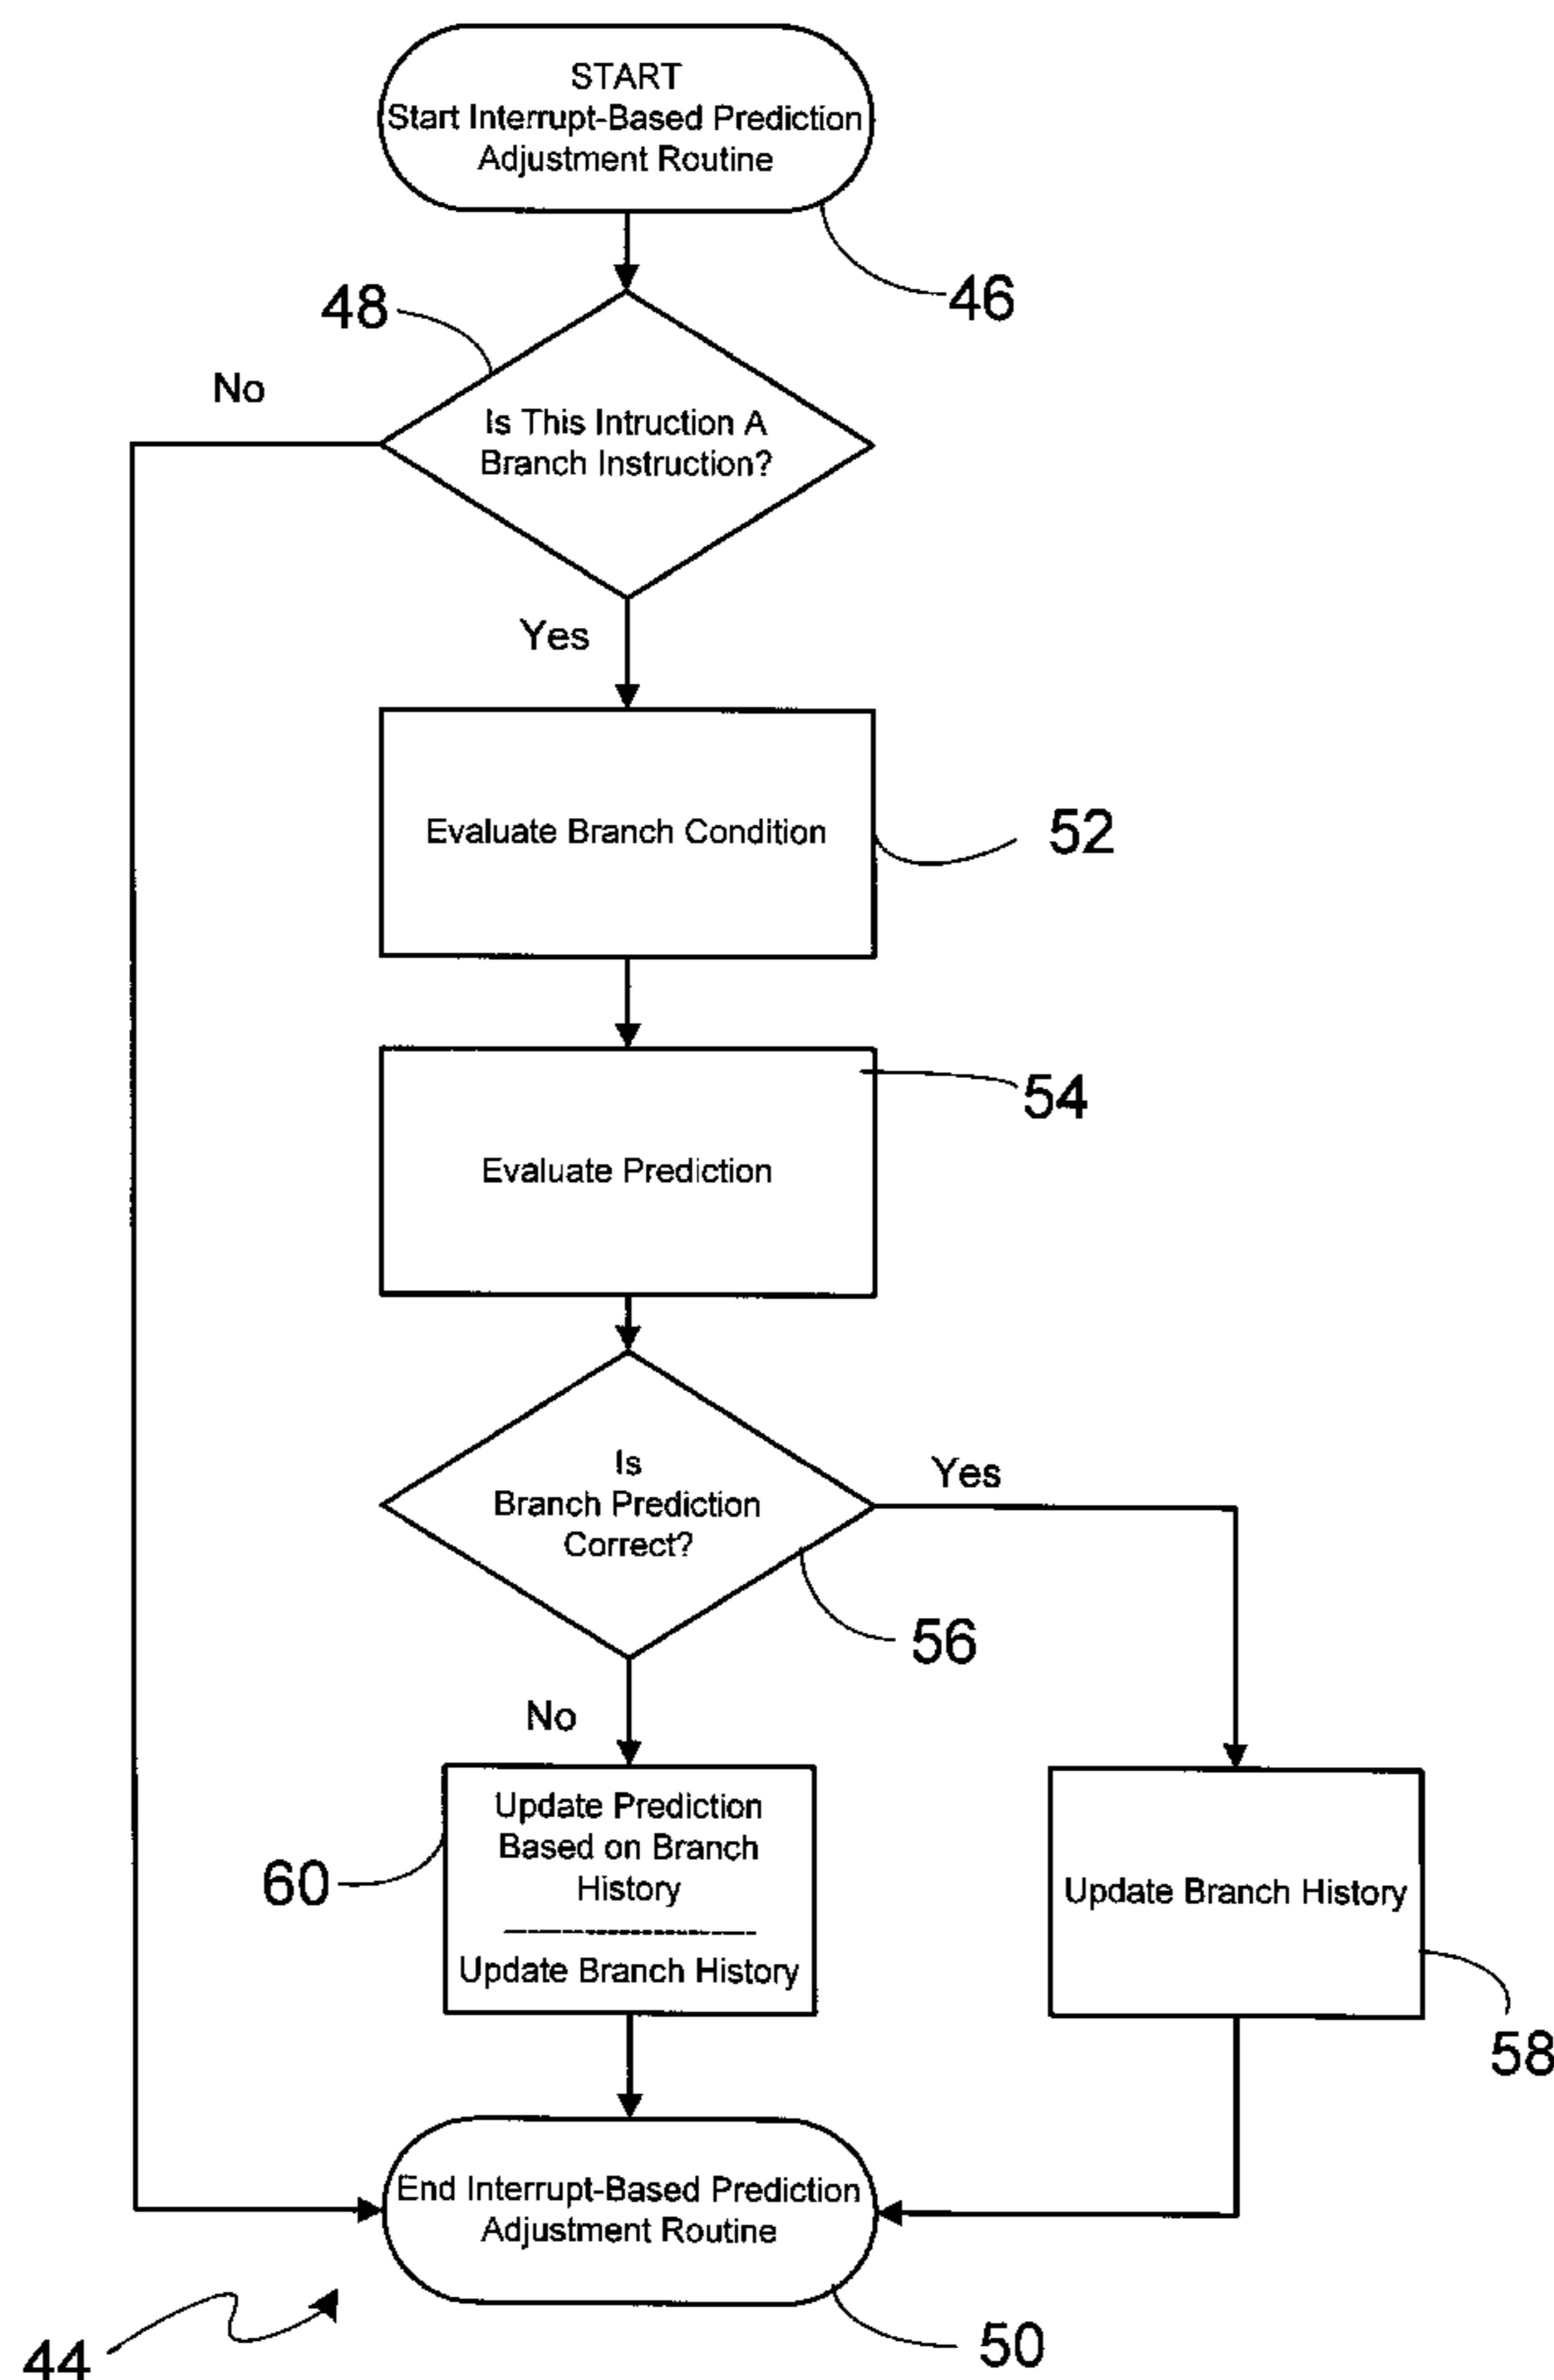 START
Start Interrupt-Based Prediction
Adjustment Routine
46
48
No
Is This Intruction A
Branch Instruction?
Yes
Evaluate Branch Condition
52
54
Evaluate Prediction
Is
Branch Prediction
Correct?
Yes
56
No
Update Prediction
Based on Branch
History
Update Branch History
60
Update Branch History
58
End Interrupt-Based Prediction
Adjustment Routine
44
50